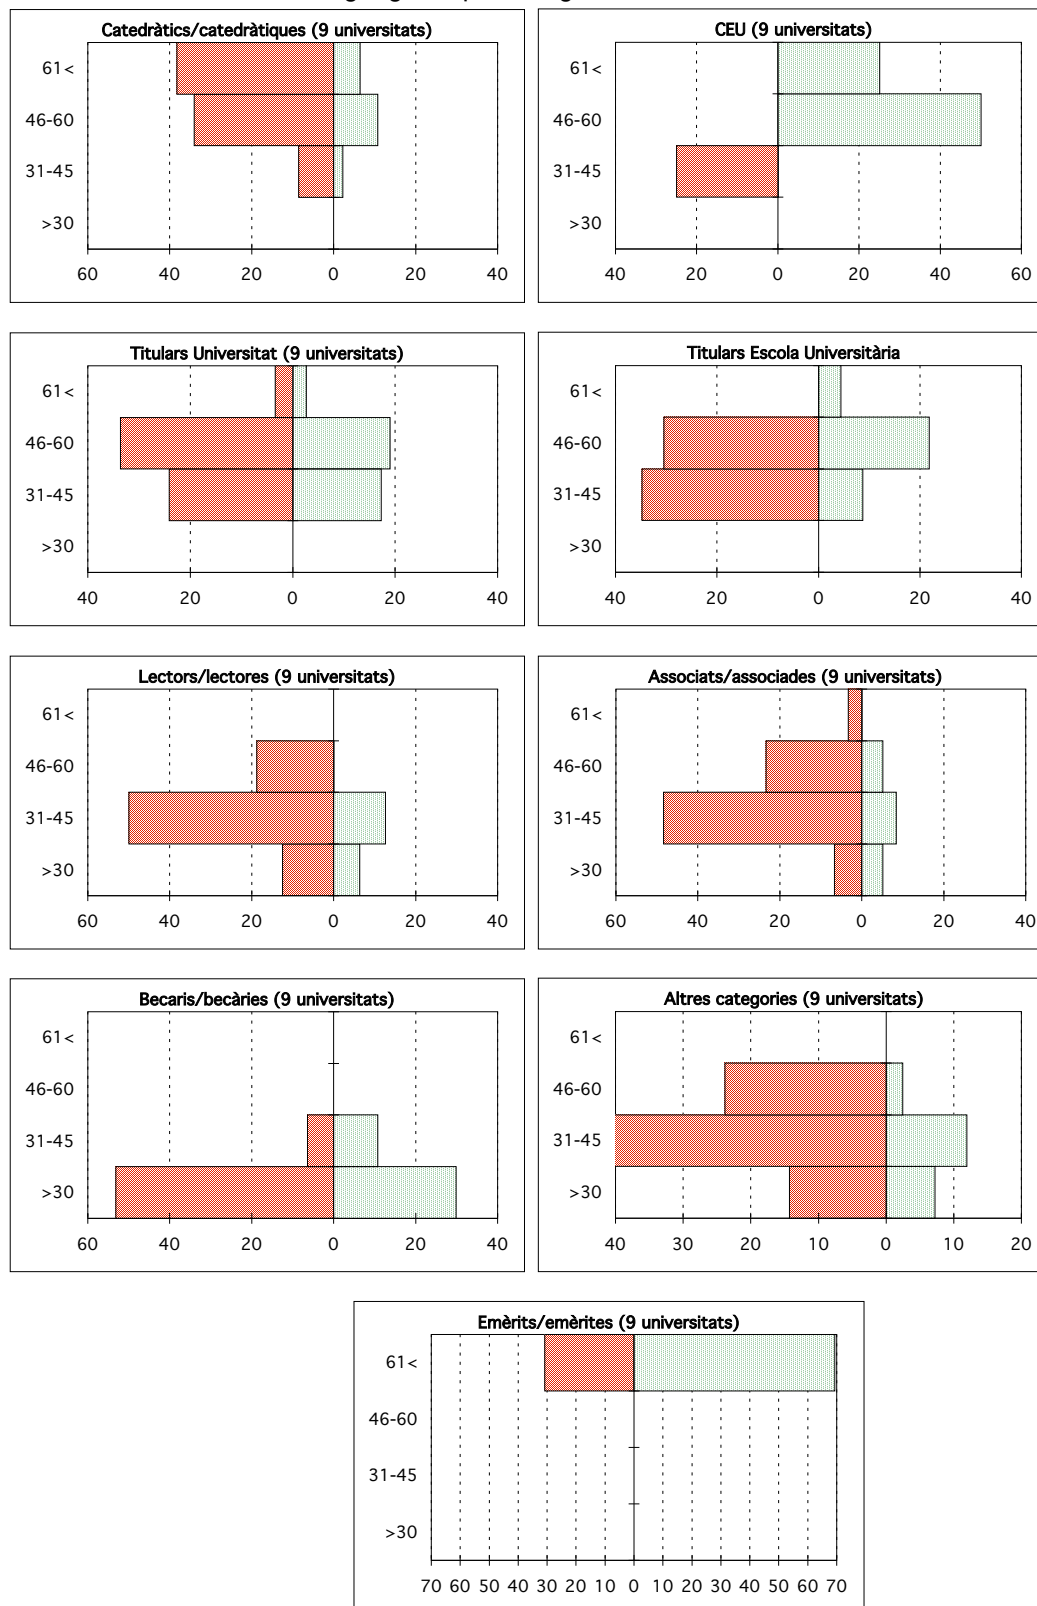 Catedràtics/catedràtiques (9 universitats)
61<
46-60
31-45
>30
60 40 20 0 20 40
CEU (9 universitats)
61<
46-60
31-45
>30
40 20 0 20 40 60
Titulars Universitat (9 universitats)
61<
46-60
31-45
>30
40 20 0 20 40
Titulars Escola Universitària
61<
46-60
31-45
>30
40 20 0 20 40
Lectors/lectores (9 universitats)
61<
46-60
31-45
>30
60 40 20 0 20 40
Associats/associades (9 universitats)
61<
46-60
31-45
>30
60 40 20 0 20 40
Becaris/becàries (9 universitats)
61<
46-60
31-45
>30
60 40 20 0 20 40
Altres categories (9 universitats)
61<
46-60
31-45
>30
40 30 20 10 0 10 20
Emèrits/emèrites (9 universitats)
61<
46-60
31-45
>30
70 60 50 40 30 20 10 0 10 20 30 40 50 60 70